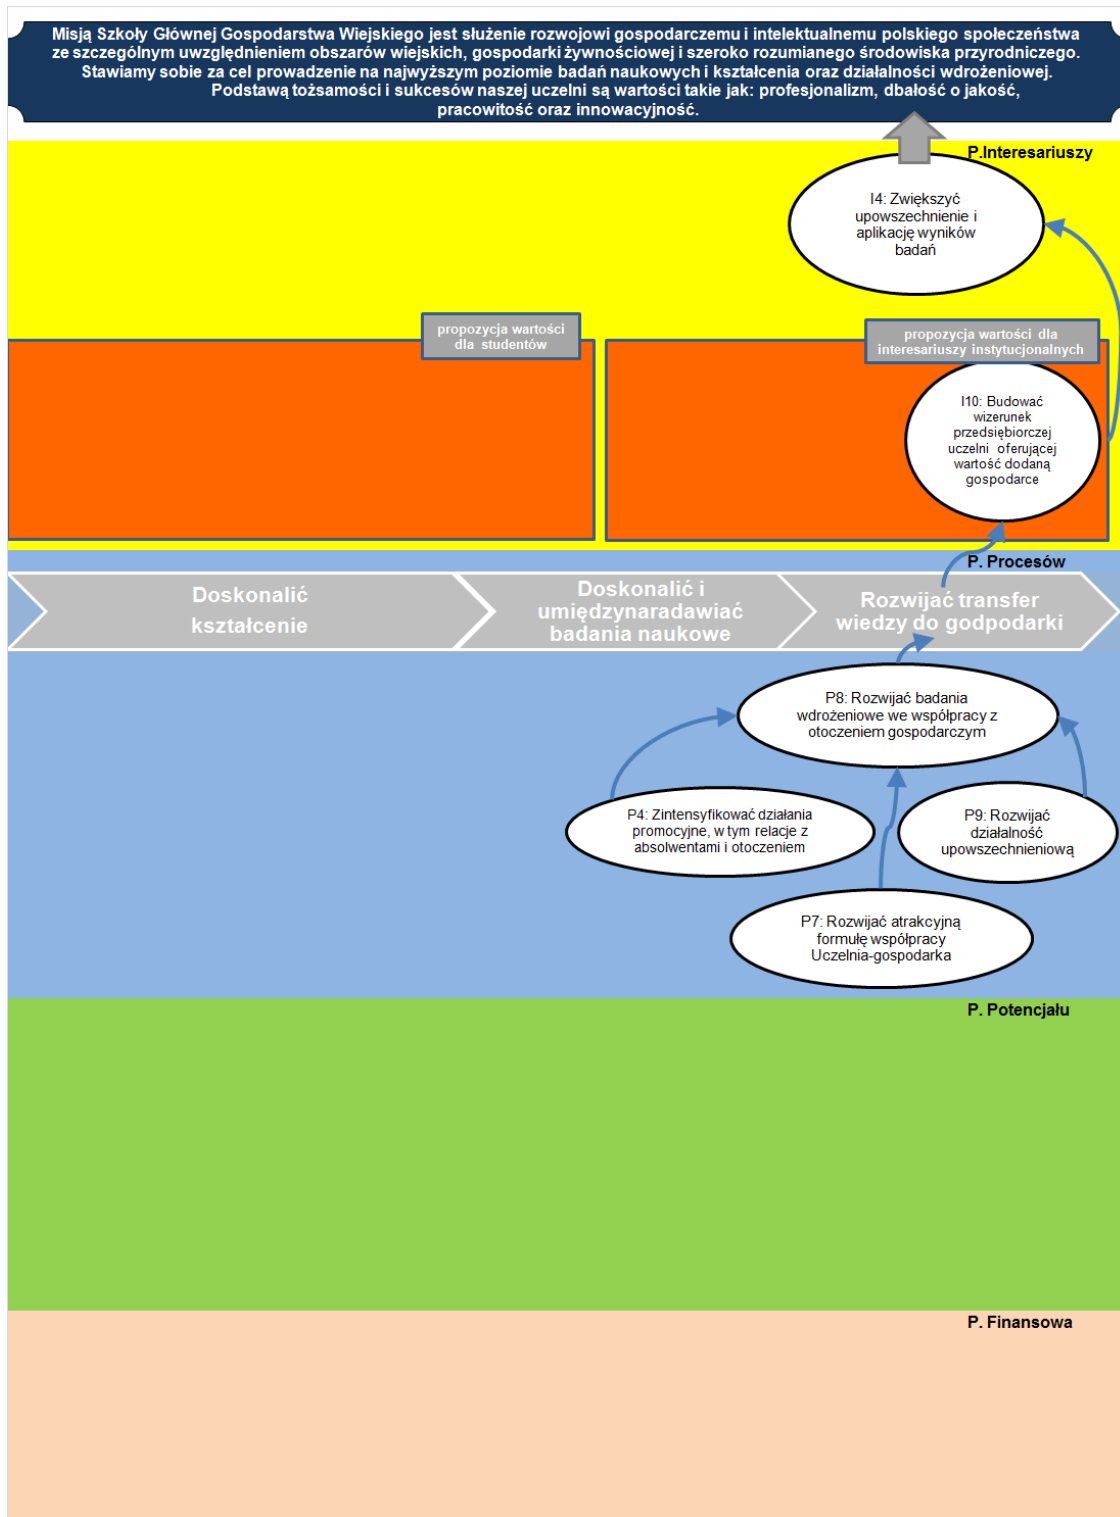 Misją Szkoły Głównej Gospodarstwa Wiejskiego jest służenie rozwojowi gospodarczemu i intelektualnemu polskiego społeczeństwa
ze szczególnym uwzględnieniem obszarów wiejskich, gospodarki żywnościowej i szeroko rozumianego środowiska przyrodniczego.
Stawiamy sobie za cel prowadzenie na najwyższym poziomie badań naukowych i kształcenia oraz działalności wdrożeniowej.
Podstawą tożsamości i sukcesów naszej uczelni są wartości takie jak: profesjonalizm, dbałość o jakość,
pracowitość oraz innowacyjność.
P.Interesariuszy
I4: Zwiększyć
upowszechnienie i
aplikację wyników
badań
propozycja wartości
dla studentów
propozycja wartości dla
interesariuszy instytucjonalnych
I10: Budować
wizerunek
przedsiębiorczej
uczelni oferującej
wartość dodaną
gospodarce
P. Procesów
Doskonalić
kształcenie
Doskonalić i
umiędzynaradawiać
badania naukowe
Rozwijać transfer
wiedzy do godpodarki
P8: Rozwijać badania
wdrożeniowe we współpracy z
otoczeniem gospodarczym
P4: Zintensyfikować działania
promocyjne, w tym relacje z
absolwentami i otoczeniem
P9: Rozwijać
działalność
upowszechnieniową
P7: Rozwijać atrakcyjną
formułę współpracy
Uczelnia-gospodarka
P. Potencjału
P. Finansowa